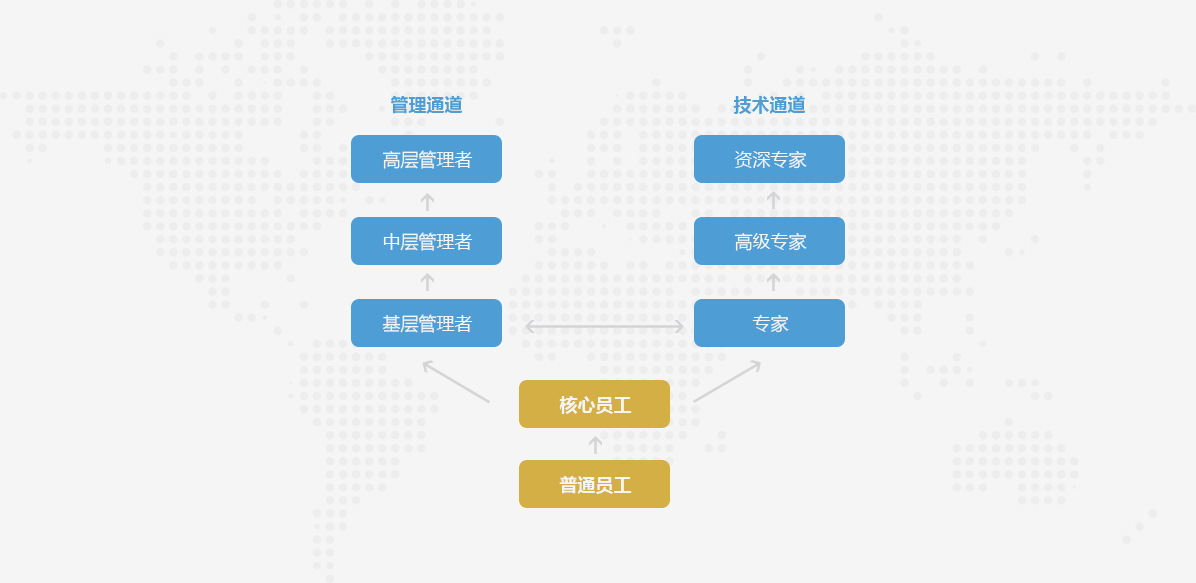 管理通道
技术通道
高层管理者
资深专家
中层管理者
高级专家
基层管理者
专家
核心员工
普通员工